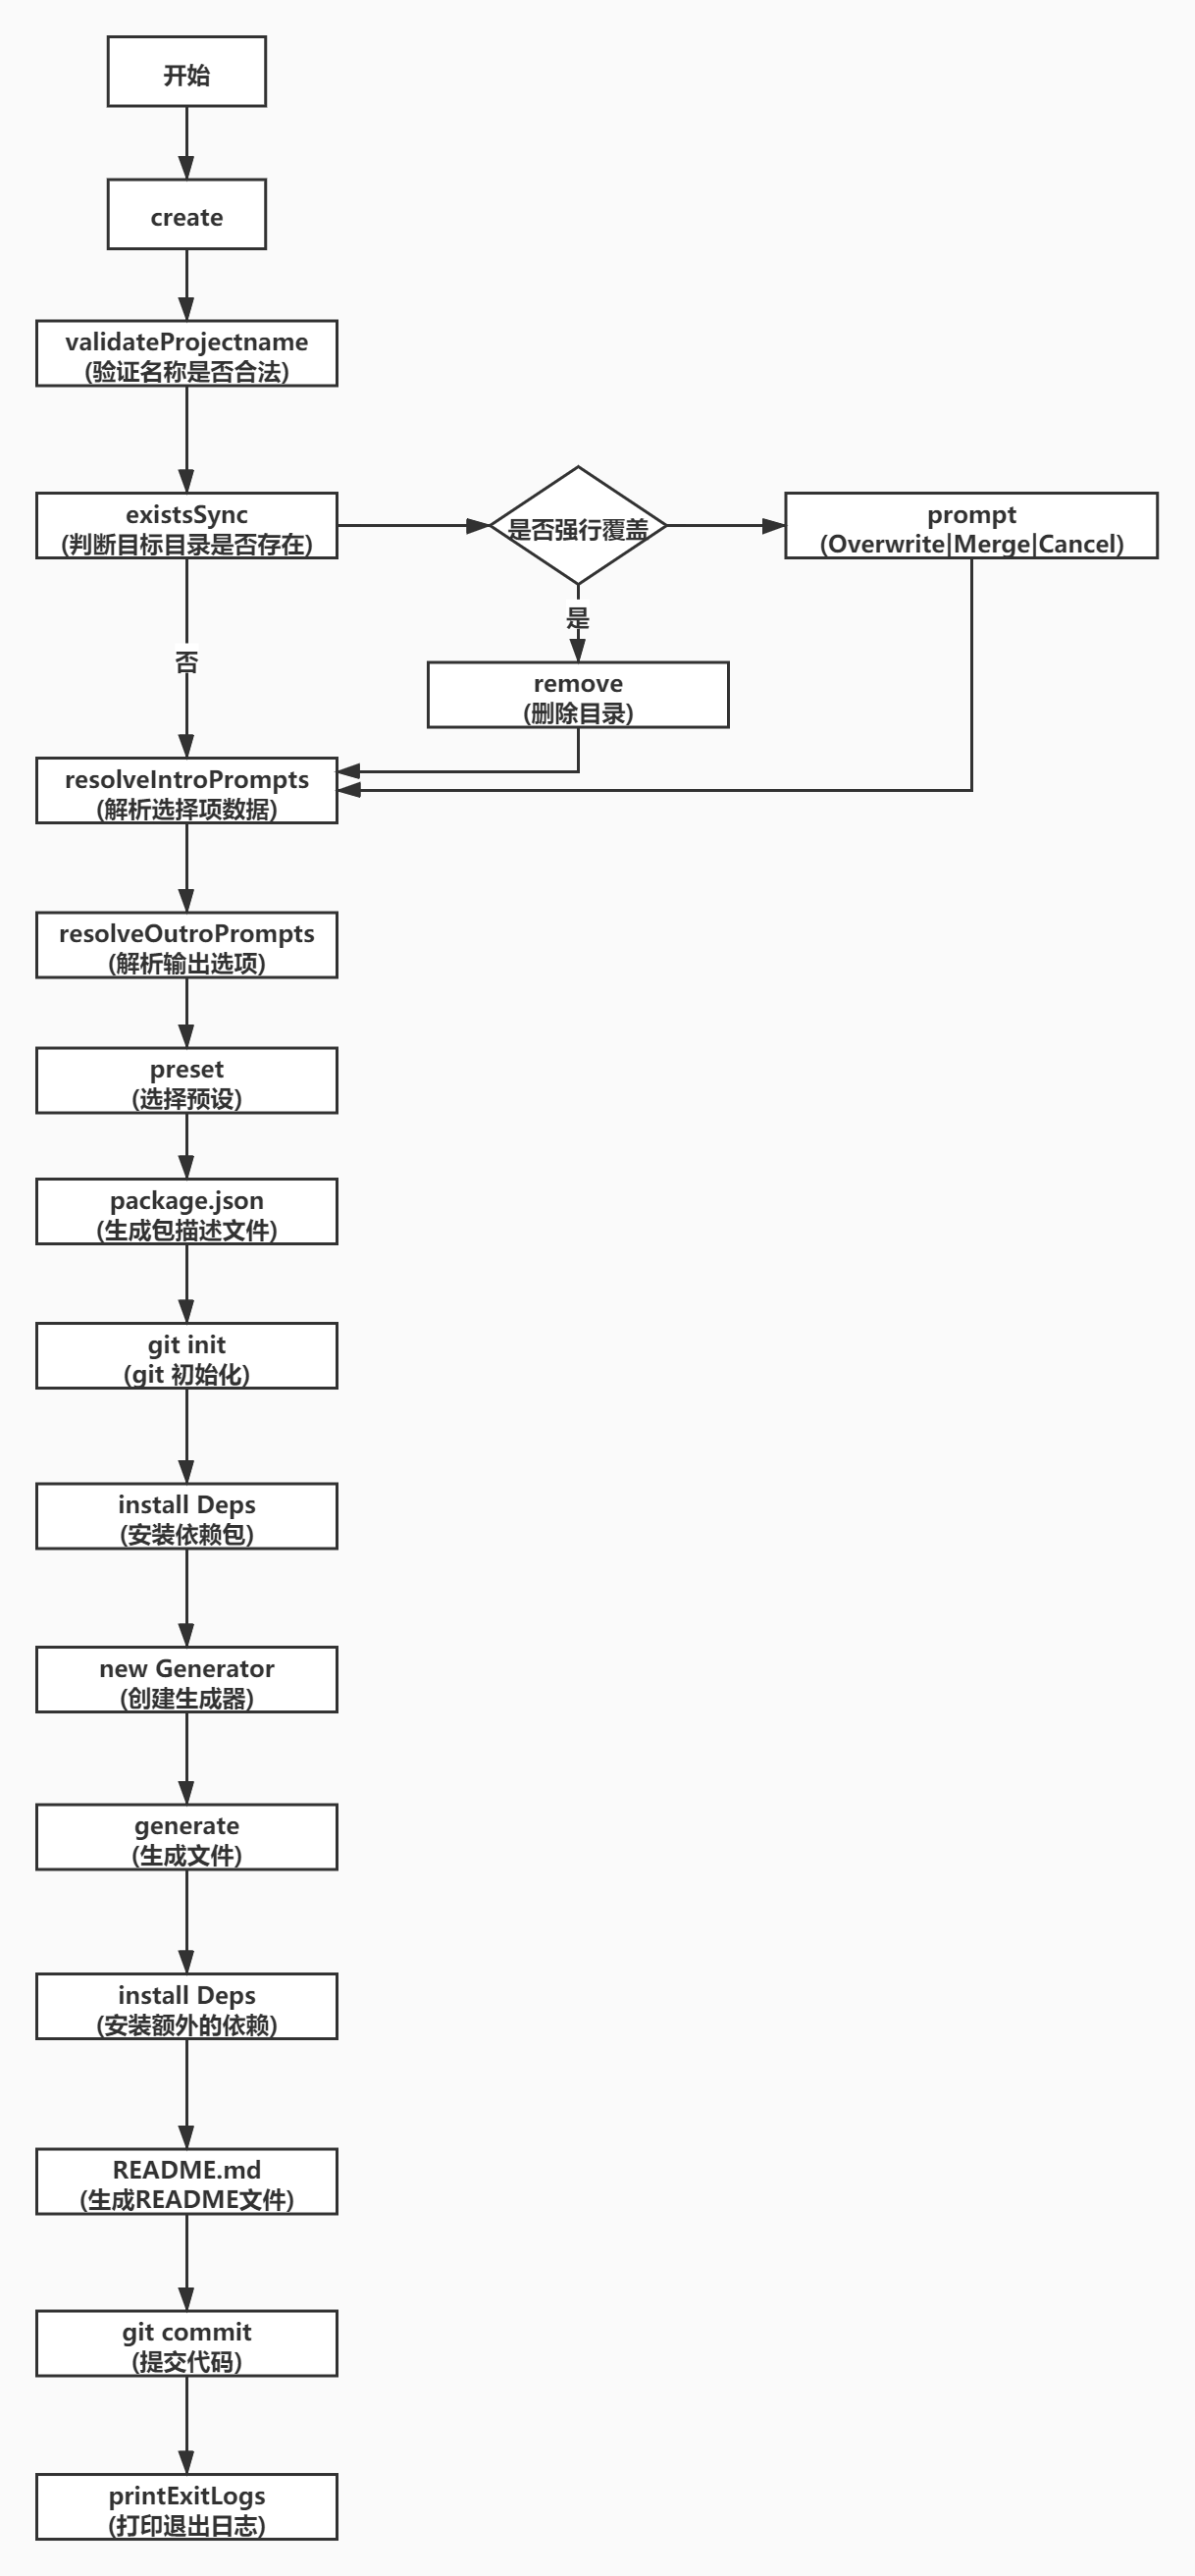 开始
create
validateProjectname
(验证名称是否合法)
existsSync
(判断目标目录是否存在)
是否强行覆盖
prompt
(Overwrite|Merge|Cancel)
是
否
remove
(删除目录)
resolveIntroPrompts
(解析选择项数据)
resolveOutroPrompts
(解析输出选项)
preset
(选择预设)
package.json
(生成包描述文件)
git init
(git 初始化)
install Deps
(安装依赖包)
new Generator
(创建生成器)
generate
(生成文件)
install Deps
(安装额外的依赖)
README.md
(生成README文件)
git commit
(提交代码)
printExitLogs
(打印退出日志)